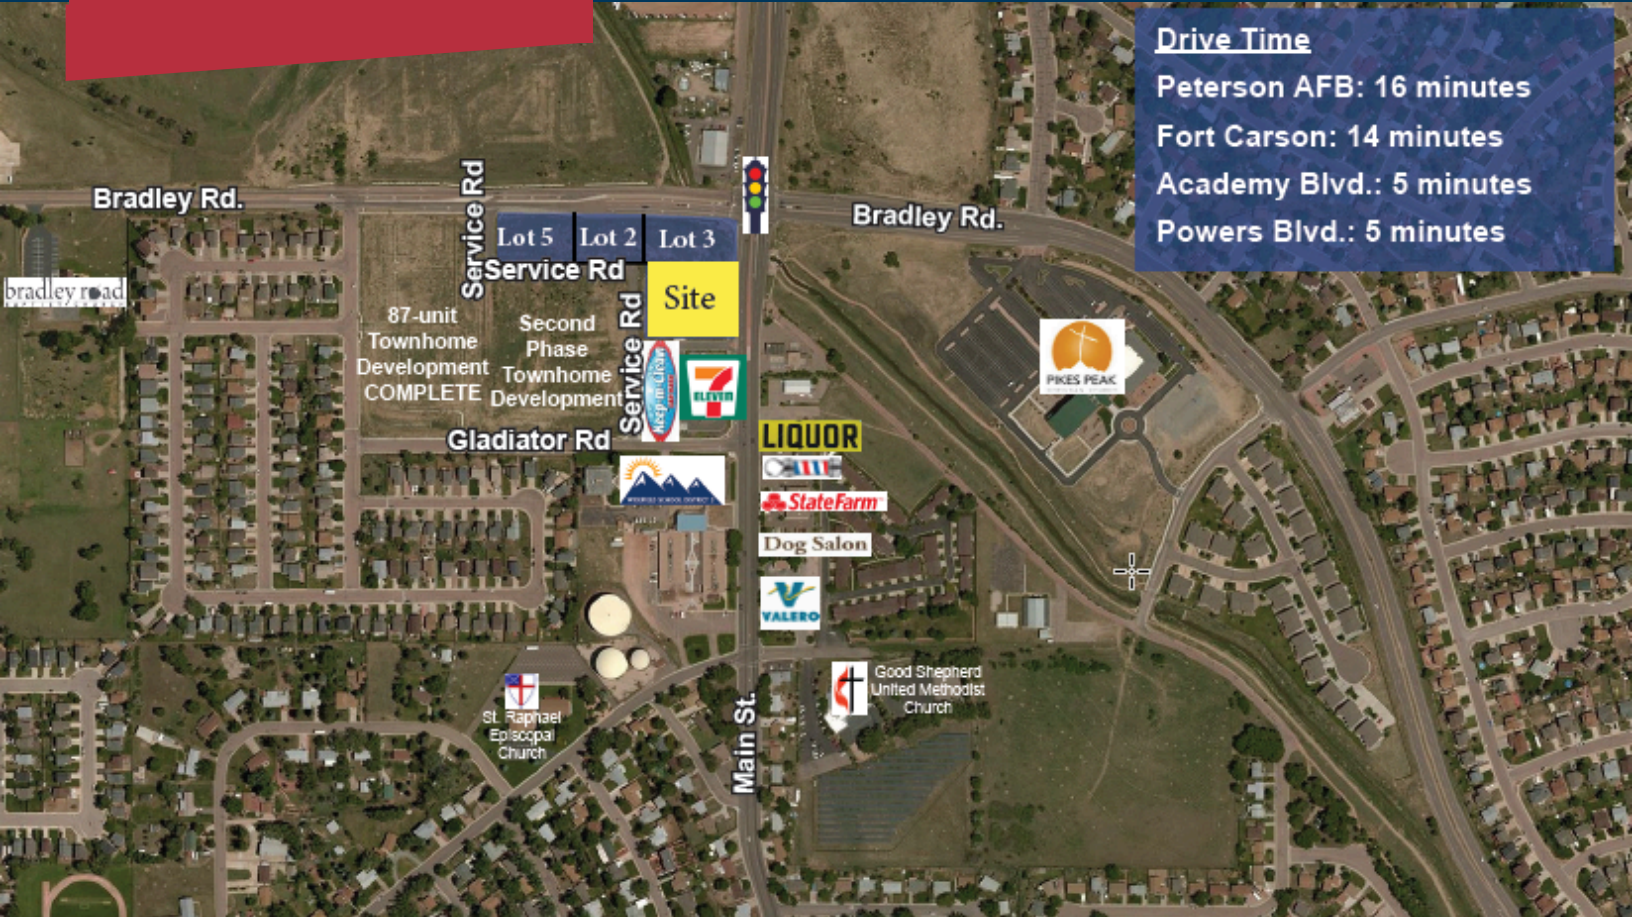 Drive Time
Peterson AFB: 16 minutes
Fort Carson: 14 minutes
Academy Blvd.: 5 minutes
Powers Blvd.: 5 minutes
Bradley Rd.
Service Rd
Bradley Rd.
Lot 5
Lot 2
Lot 3
Service Rd
Site
bradley road
87-unit
Townhome
Development
COMPLETE
Second
Phase
Townhome
Development
Service Rd
Keep-n-Clean
ELEVEN
PIKES PEAK
Gladiator Rd
LIQUOR
StateFarm
Dog Salon
VALERO
St. Raphael
Episcopal
Church
Good Shepherd
United Methodist
Church
Main St.